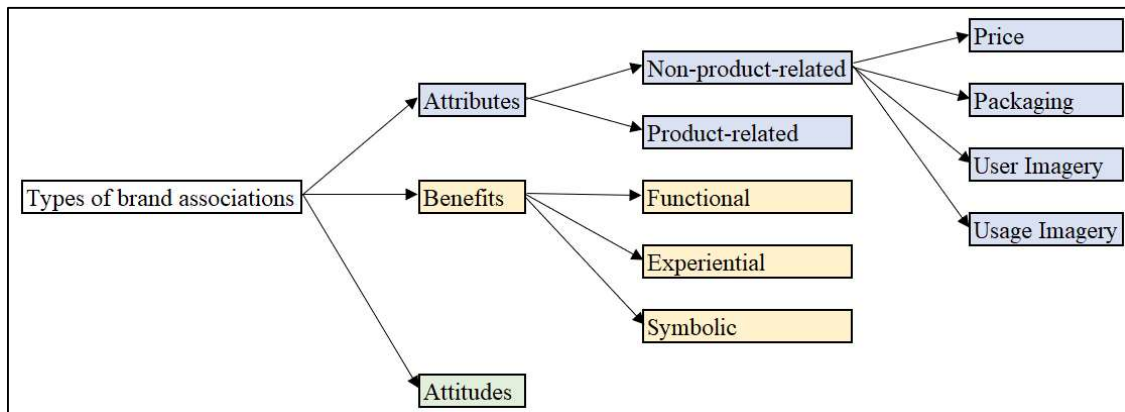 Types of brand associations
Attributes
Benefits
Attitudes
Non-product-related
Product-related
Functional
Experiential
Symbolic
Price
Packaging
User Imagery
Usage Imagery